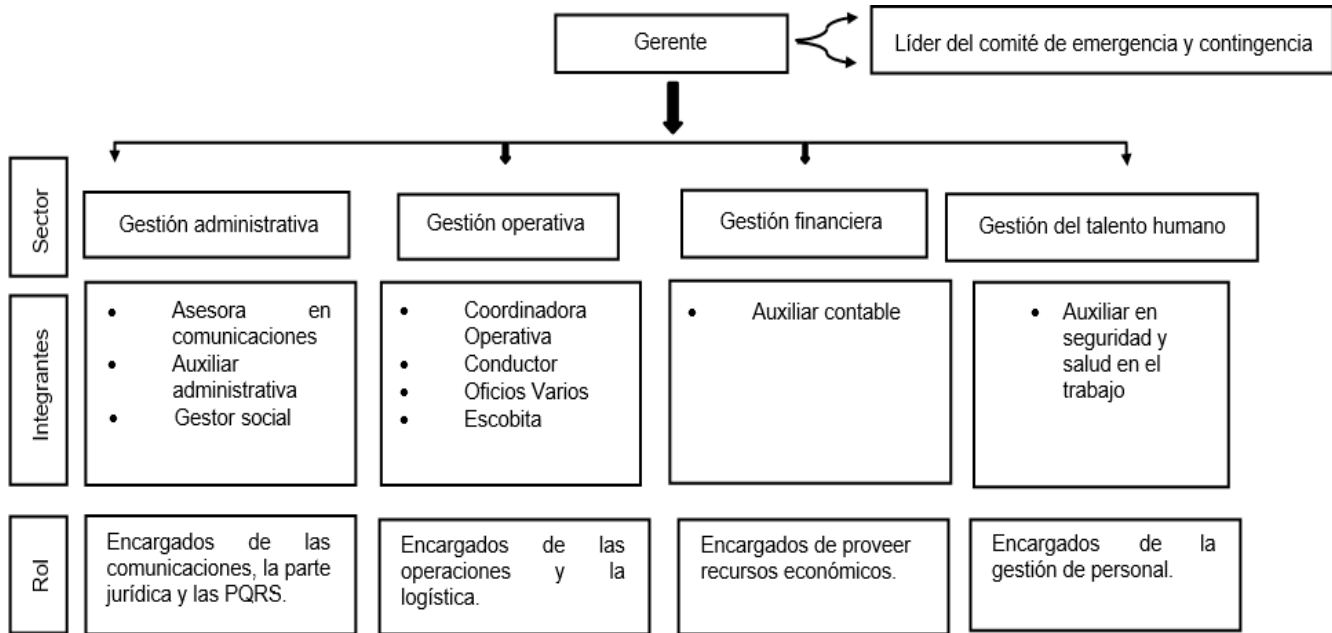 Gerente
Líder del comité de emergencia y contingencia
Sector
Gestión administrativa
Gestión operativa
Gestión financiera
Gestión del talento humano
Integrantes
• Asesora en
comunicaciones
• Auxiliar
administrativa
• Gestor social
• Coordinadora
Operativa
• Conductor
• Oficios Varios
• Escobita
• Auxiliar contable
• Auxiliar en
seguridad y
salud en el
trabajo
Rol
Encargados de las
comunicaciones, la parte
jurídica y las PQRS.
Encargados de las
operaciones y la
logística.
Encargados de proveer
recursos económicos.
Encargados de la
gestión de personal.